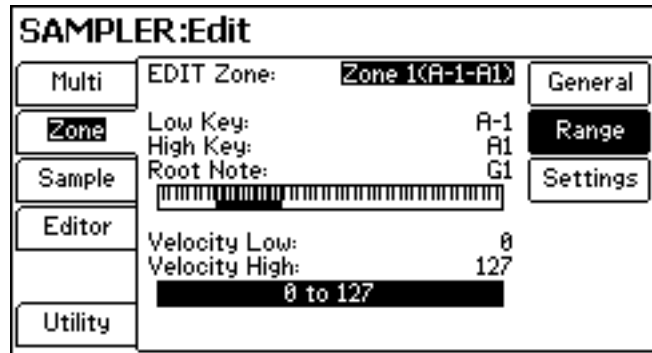 SAMPLER:Edit
Multi
Zone
Sample
Editor
Utility
EDIT Zone: Zone 1(A-1-A1)
Low Key: A-1
High Key: A1
Root Note: G1
Velocity Low: 0
Velocity High: 127
0 to 127
General
Range
Settings